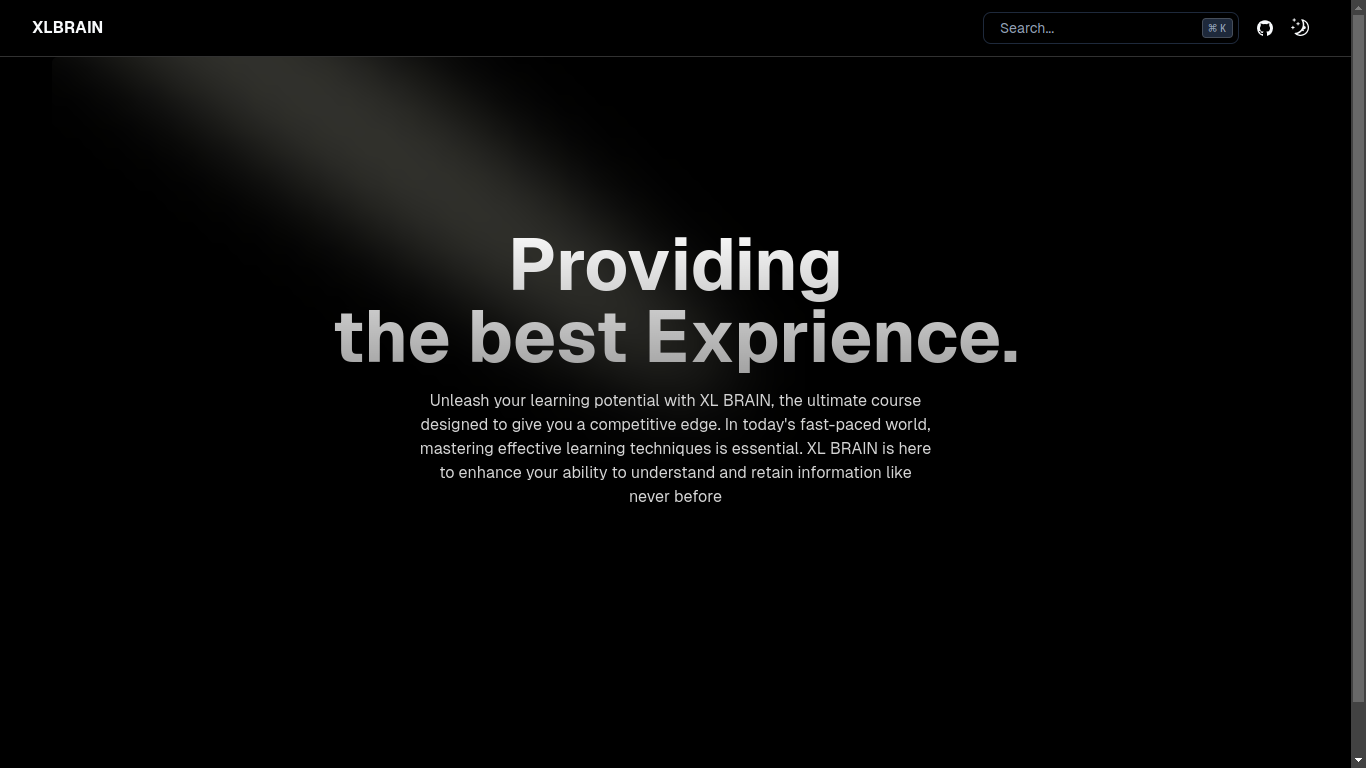 XLBRAIN
Search...
⌘ K
Providing
the best Exprience.
Unleash your learning potential with XL BRAIN, the ultimate course
designed to give you a competitive edge. In today's fast-paced world,
mastering effective learning techniques is essential. XL BRAIN is here
to enhance your ability to understand and retain information like
never before